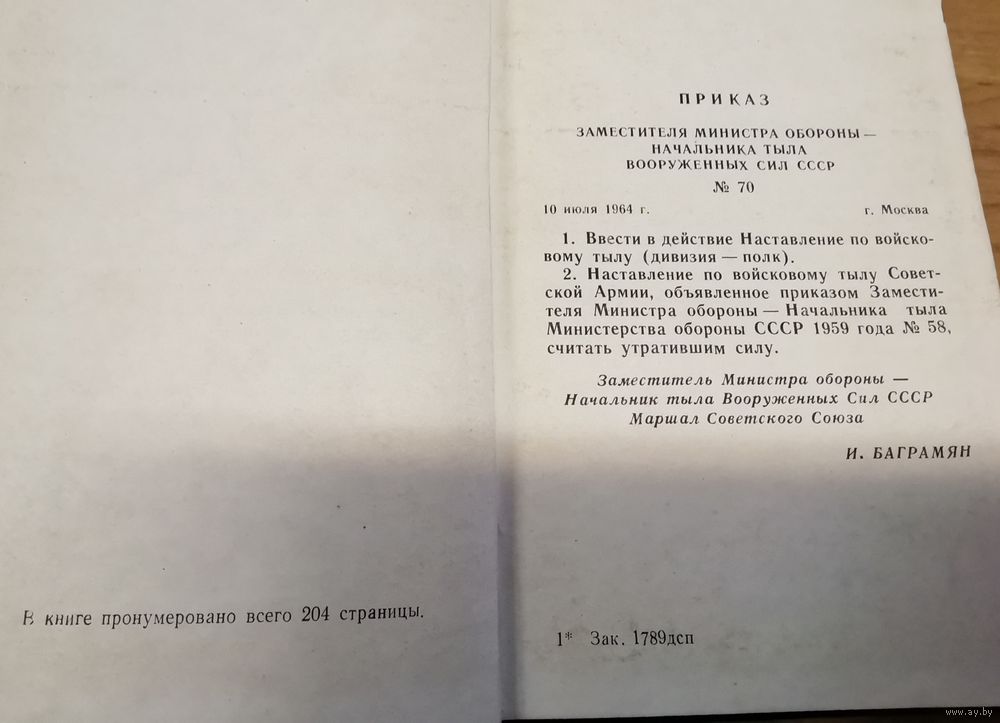 В книге пронумеровано всего 204 страницы.
ПРИКАЗ
ЗАМЕСТИТЕЛЯ МИНИСТРА ОБОРОНЫ —
НАЧАЛЬНИКА ТЫЛА
ВООРУЖЕННЫХ СИЛ СССР
№ 70
10 июля 1964 г. г. Москва
1. Ввести в действие Наставление по войско-
вому тылу (дивизия — полк).
2. Наставление по войсковому тылу Совет-
ской Армии, объявленное приказом Замести-
теля Министра обороны — Начальника тыла
Министерства обороны СССР 1959 года № 58,
считать утратившим силу.
Заместитель Министра обороны —
Начальник тыла Вооруженных Сил СССР
Маршал Советского Союза
И. БАГРАМЯН
1* Зак. 1789дсп
www.ay.by